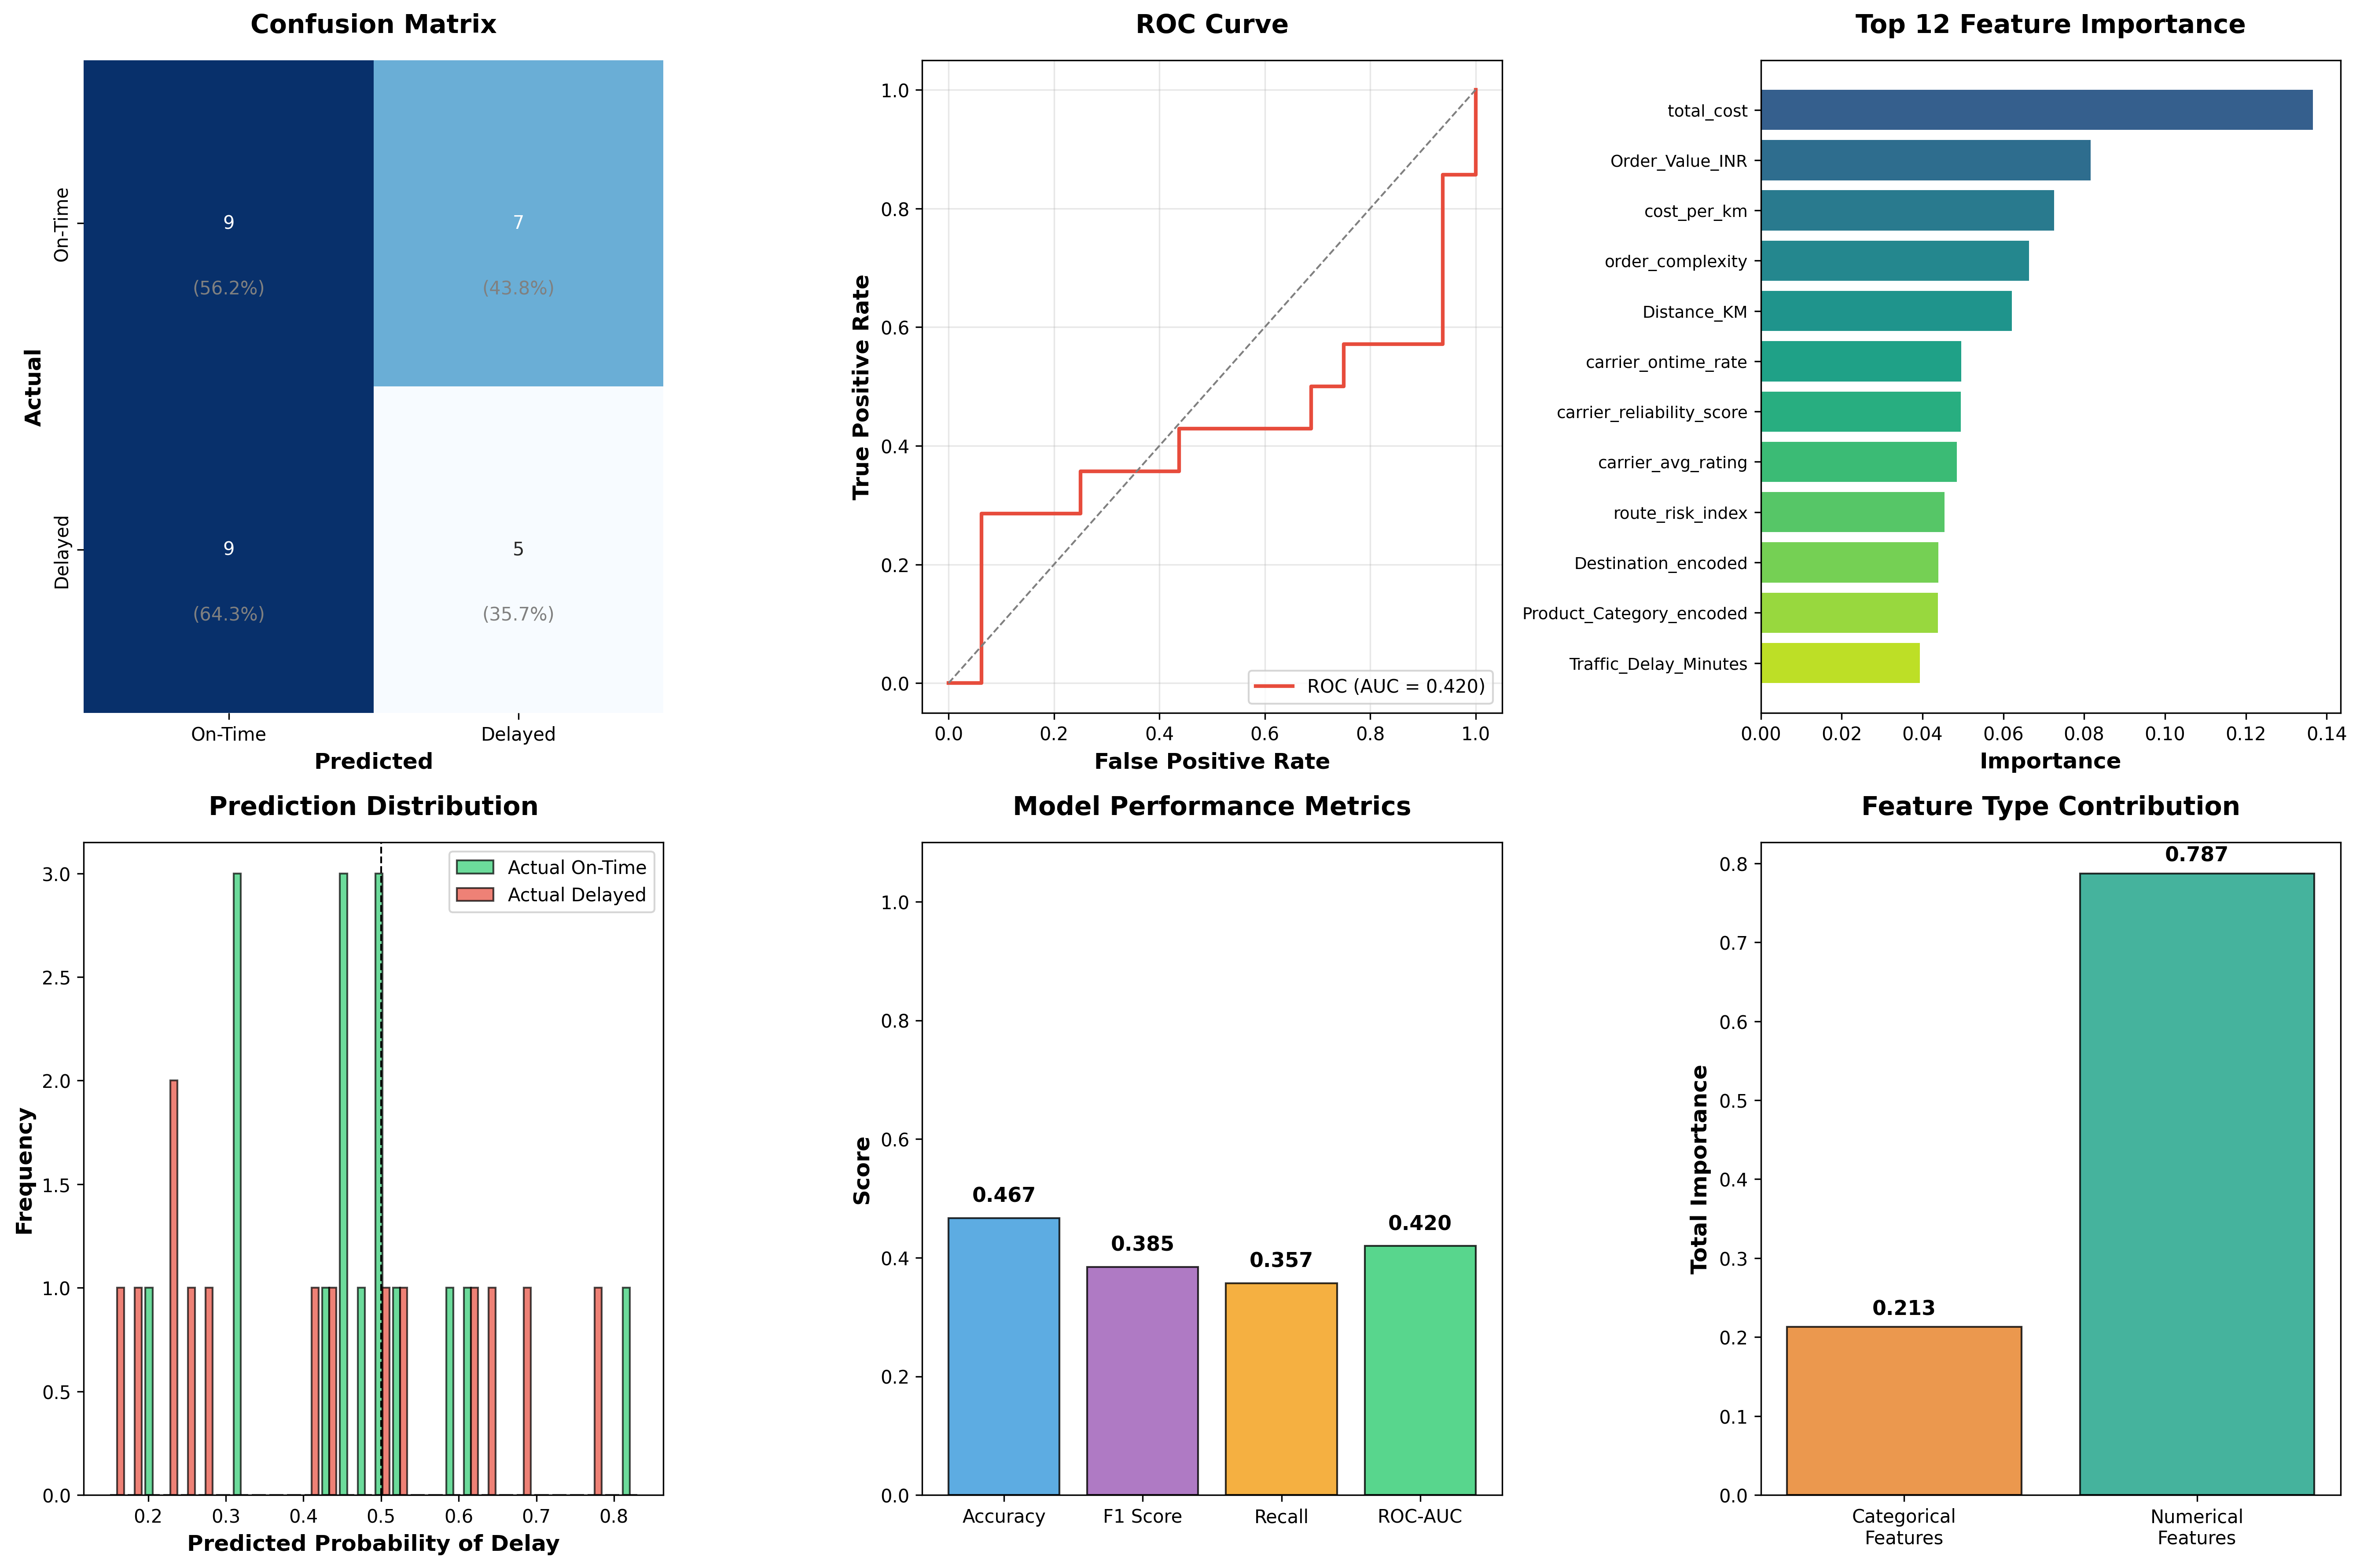 Confusion Matrix
On-Time
Delayed
Actual
9
(56.2%)
7
(43.8%)
9
(64.3%)
5
(35.7%)
On-Time
Delayed
Predicted
ROC Curve
True Positive Rate
1.0
0.8
0.6
0.4
0.2
0.0
ROC (AUC = 0.420)
0.0
0.2
0.4
0.6
0.8
1.0
False Positive Rate
Top 12 Feature Importance
total_cost
Order_Value_INR
cost_per_km
order_complexity
Distance_KM
carrier_ontime_rate
carrier_reliability_score
carrier_avg_rating
route_risk_index
Destination_encoded
Product_Category_encoded
Traffic_Delay_Minutes
0.00
0.02
0.04
0.06
0.08
0.10
0.12
0.14
Importance
Prediction Distribution
Frequency
3.0
2.5
2.0
1.5
1.0
0.5
0.0
Actual On-Time
Actual Delayed
0.2
0.3
0.4
0.5
0.6
0.7
0.8
Predicted Probability of Delay
Model Performance Metrics
Score
1.0
0.8
0.6
0.4
0.2
0.0
0.467
0.385
0.357
0.420
Accuracy
F1 Score
Recall
ROC-AUC
Feature Type Contribution
Total Importance
0.8
0.7
0.6
0.5
0.4
0.3
0.2
0.1
0.0
0.213
0.787
Categorical
Features
Numerical
Features